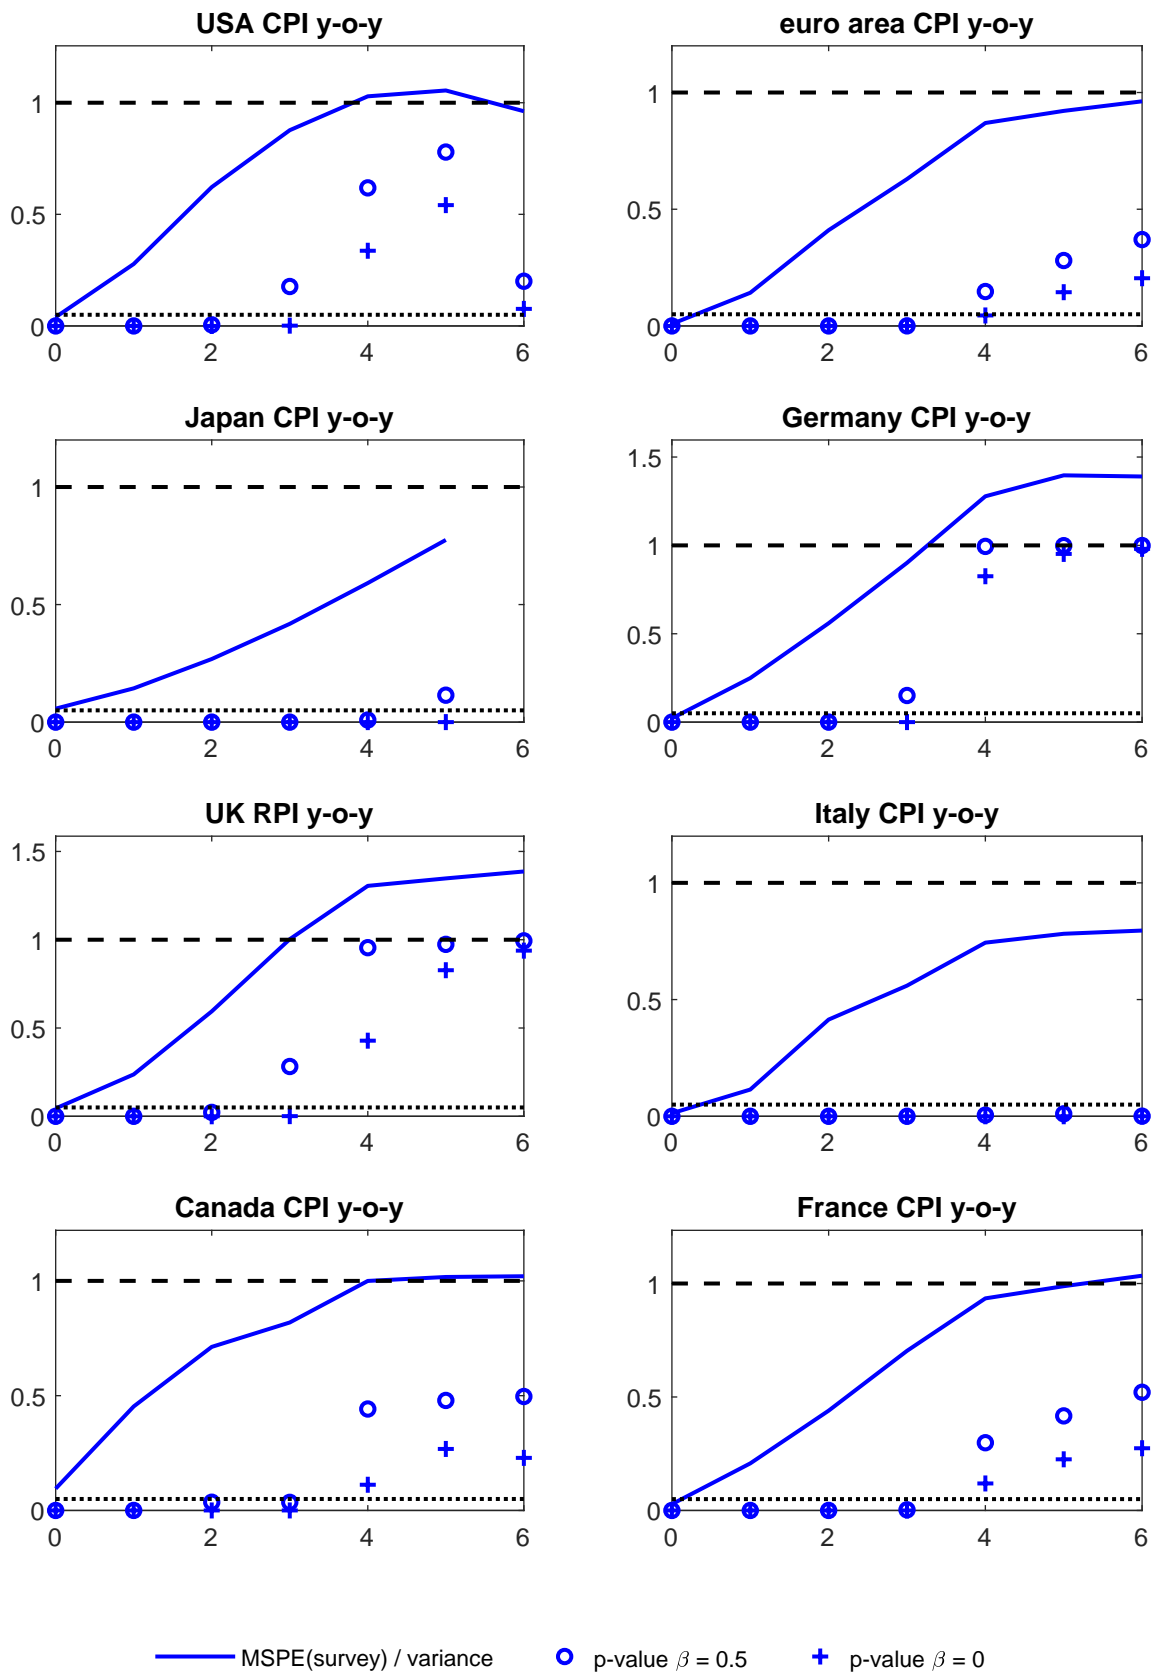 USA CPI y-o-y
1
0.5
0
0 2 4 6
euro area CPI y-o-y
1
0.5
0
0 2 4 6
Japan CPI y-o-y
1
0.5
0
0 2 4 6
Germany CPI y-o-y
1.5
1
0.5
0
0 2 4 6
UK RPI y-o-y
1.5
1
0.5
0
0 2 4 6
Italy CPI y-o-y
1
0.5
0
0 2 4 6
Canada CPI y-o-y
1
0.5
0
0 2 4 6
France CPI y-o-y
1
0.5
0
0 2 4 6
MSPE(survey) / variance p-value β = 0.5 p-value β = 0